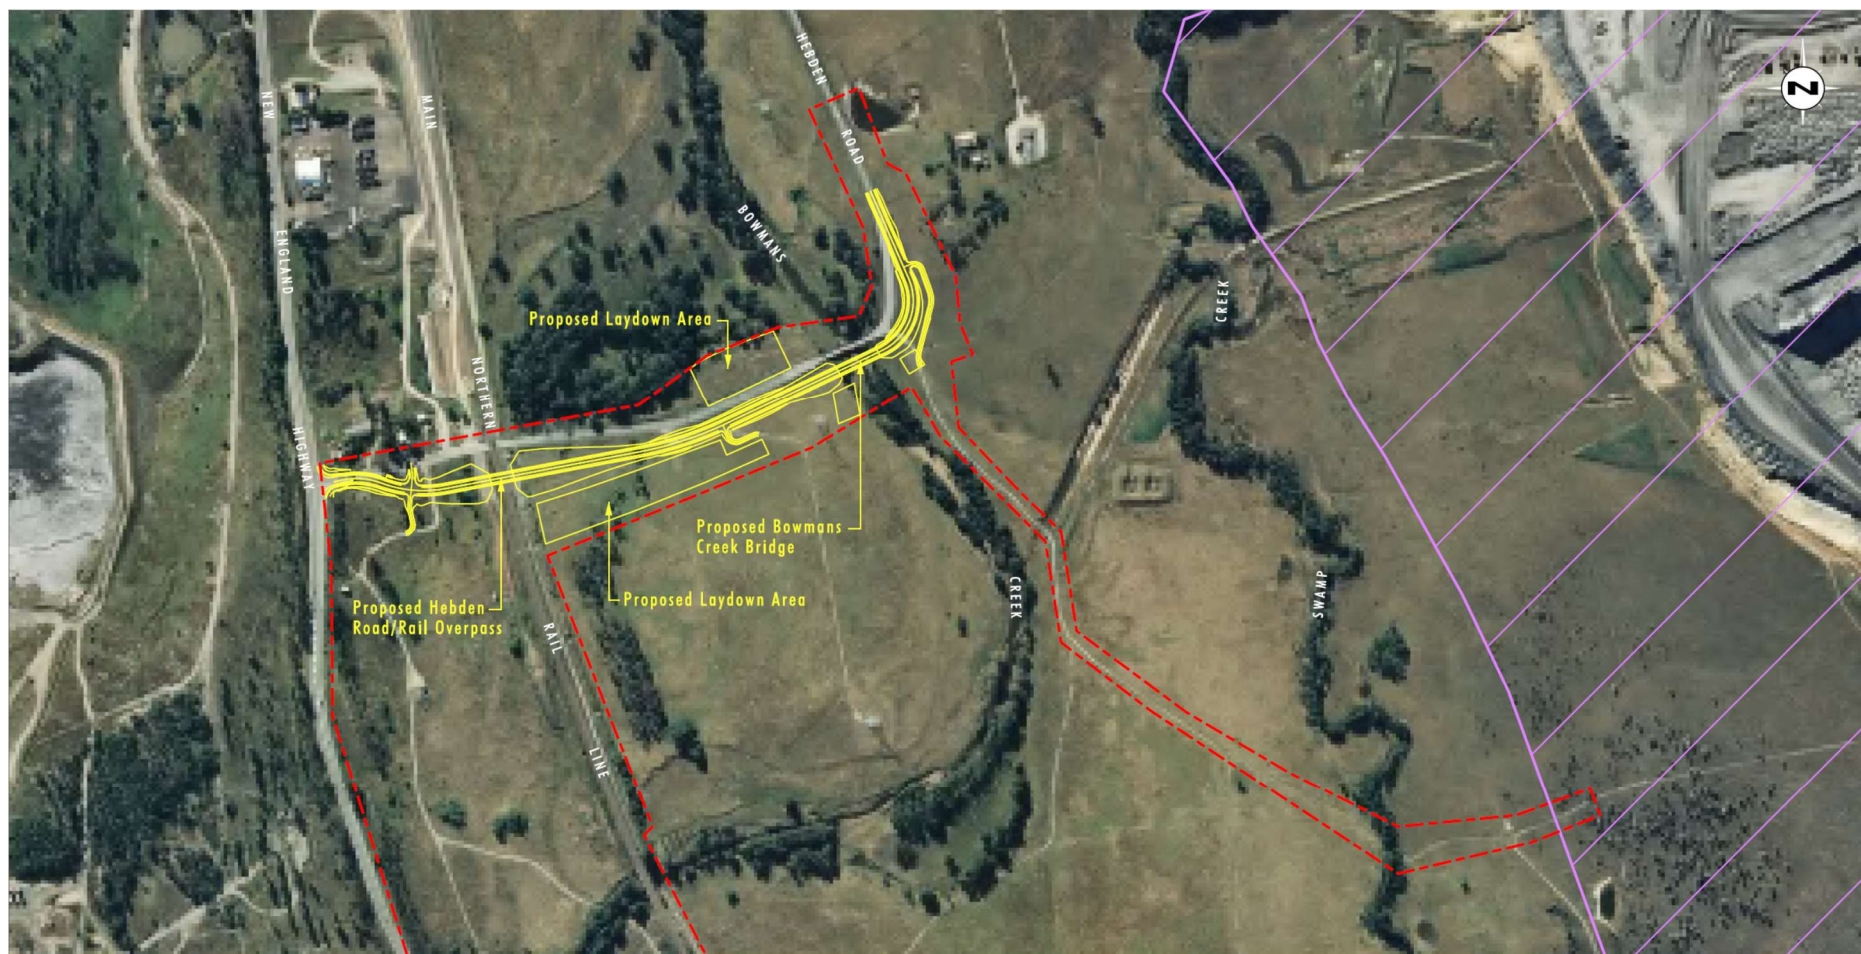 HEBDEN
ROAD
NEW
ENGLAND
HIGHWAY
MAIN
NORTHERN
RAIL
LINE
BOWMANS
CREEK
CREEK
SWAMP
N
Proposed Laydown Area
Proposed Bowmans
Creek Bridge
Proposed Laydown Area
Proposed Hebden
Road/Rail Overpass